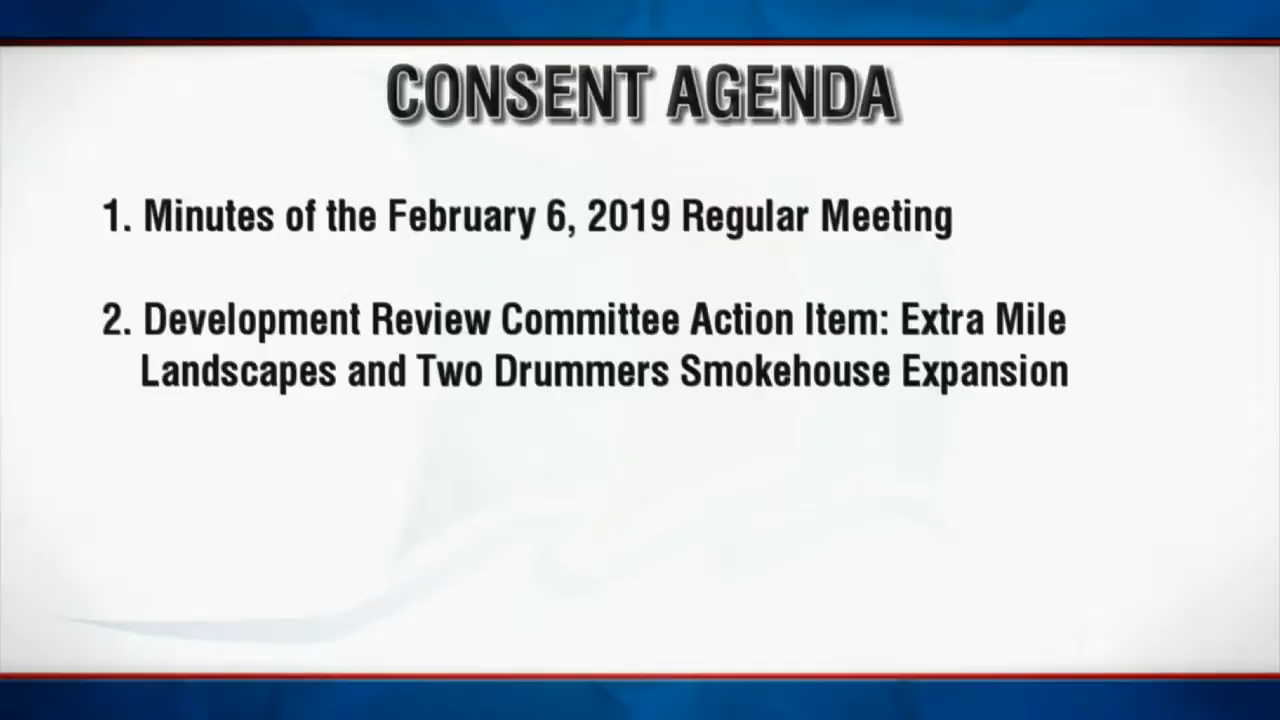 CONSENT AGENDA
1. Minutes of the February 6, 2019 Regular Meeting
2. Development Review Committee Action Item: Extra Mile
Landscapes and Two Drummers Smokehouse Expansion